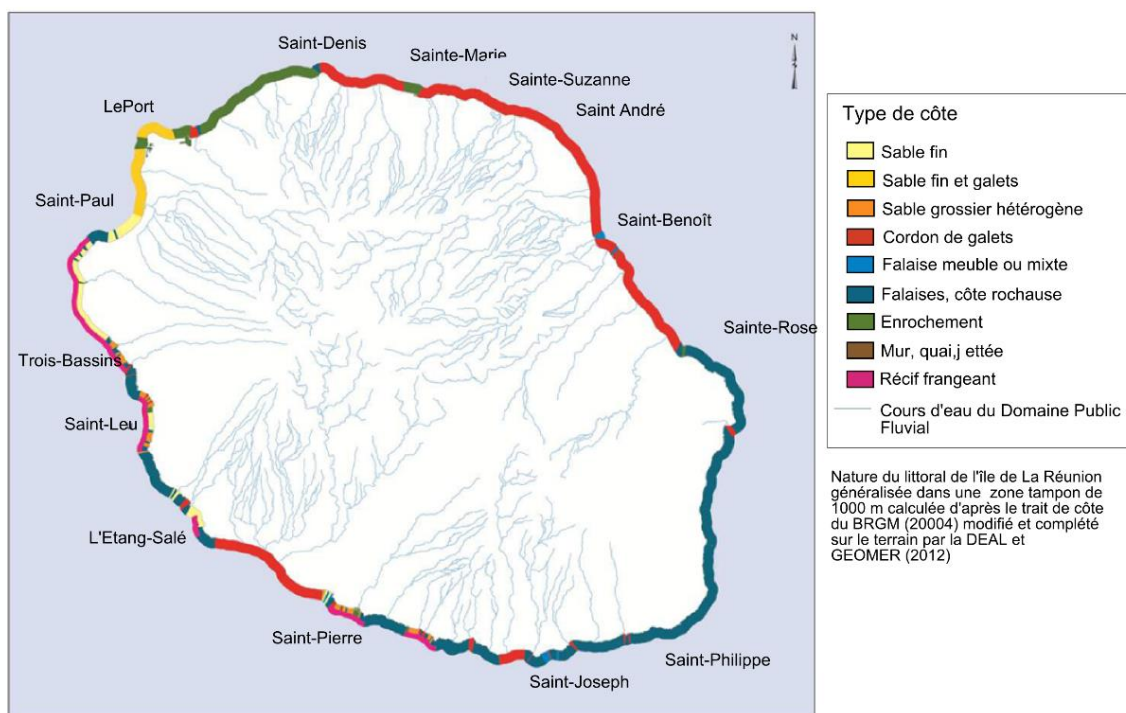 Saint-Denis
Sainte-Marie
Sainte-Suzanne
Saint André
LePort
Saint-Paul
Saint-Benoît
Sainte-Rose
Trois-Bassins
Saint-Leu
L'Etang-Salé
Saint-Pierre
Saint-Philippe
Saint-Joseph
N
Type de côte
Sable fin
Sable fin et galets
Sable grossier hétérogène
Cordon de galets
Falaise meuble ou mixte
Falaises, côte rochause
Enrochement
Mur, quai,j ettée
Récif frangeant
Cours d'eau du Domaine Public
Fluvial
Nature du littoral de l'île de La Réunion
généralisée dans une zone tampon de
1000 m calculée d'après le trait de côte
du BRGM (20004) modifié et complété
sur le terrain par la DEAL et
GEOMER (2012)